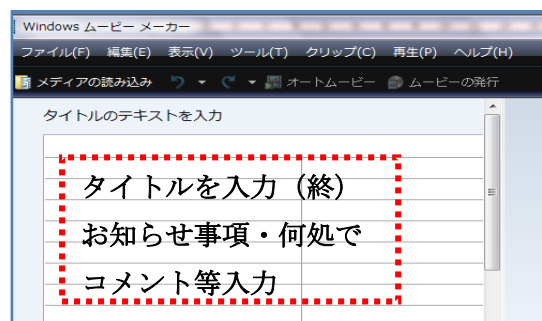 Windows ムービー メーカー
ファイル(F) 編集(E) 表示(V) ツール(T) クリップ(C) 再生(P) ヘルプ(H)
メディアの読み込み オートムービー ムービーの発行
タイトルのテキストを入力
タイトルを入力（終）
お知らせ事項・何処で
コメント等入力